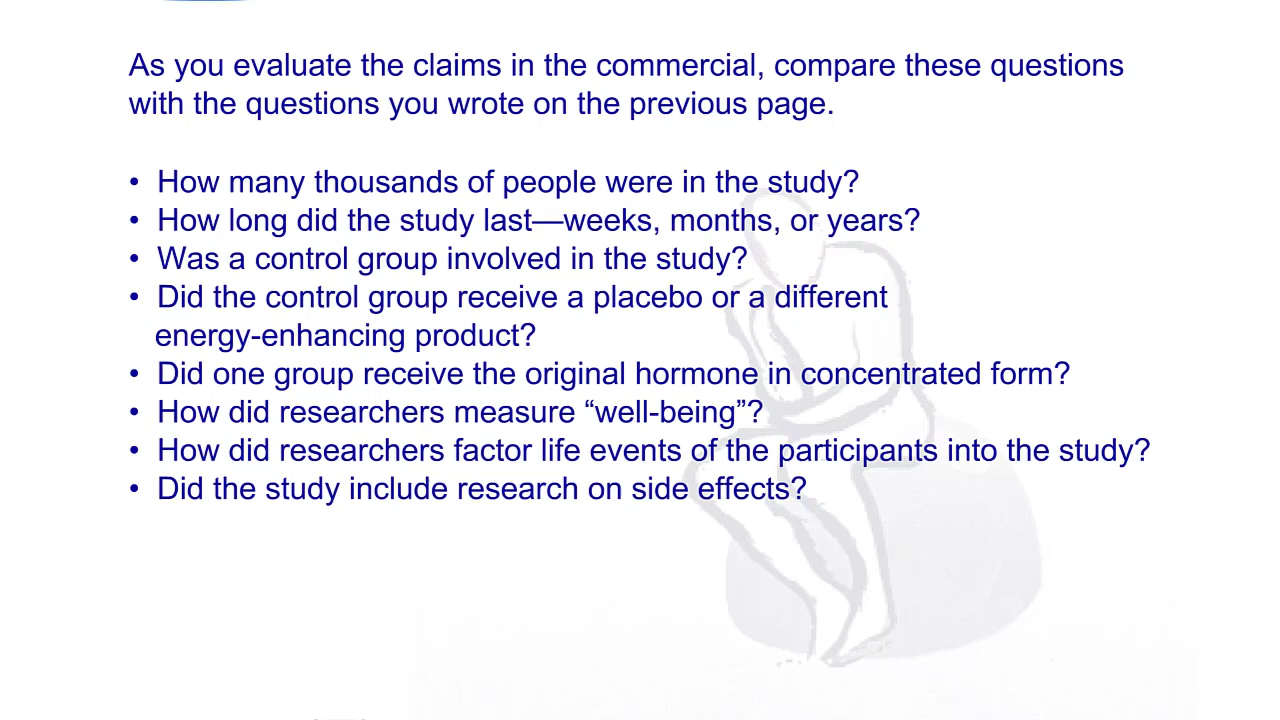 As you evaluate the claims in the commercial, compare these questions
with the questions you wrote on the previous page.
• How many thousands of people were in the study?
• How long did the study last—weeks, months, or years?
• Was a control group involved in the study?
• Did the control group receive a placebo or a different
energy-enhancing product?
• Did one group receive the original hormone in concentrated form?
• How did researchers measure “well-being”?
• How did researchers factor life events of the participants into the study?
• Did the study include research on side effects?